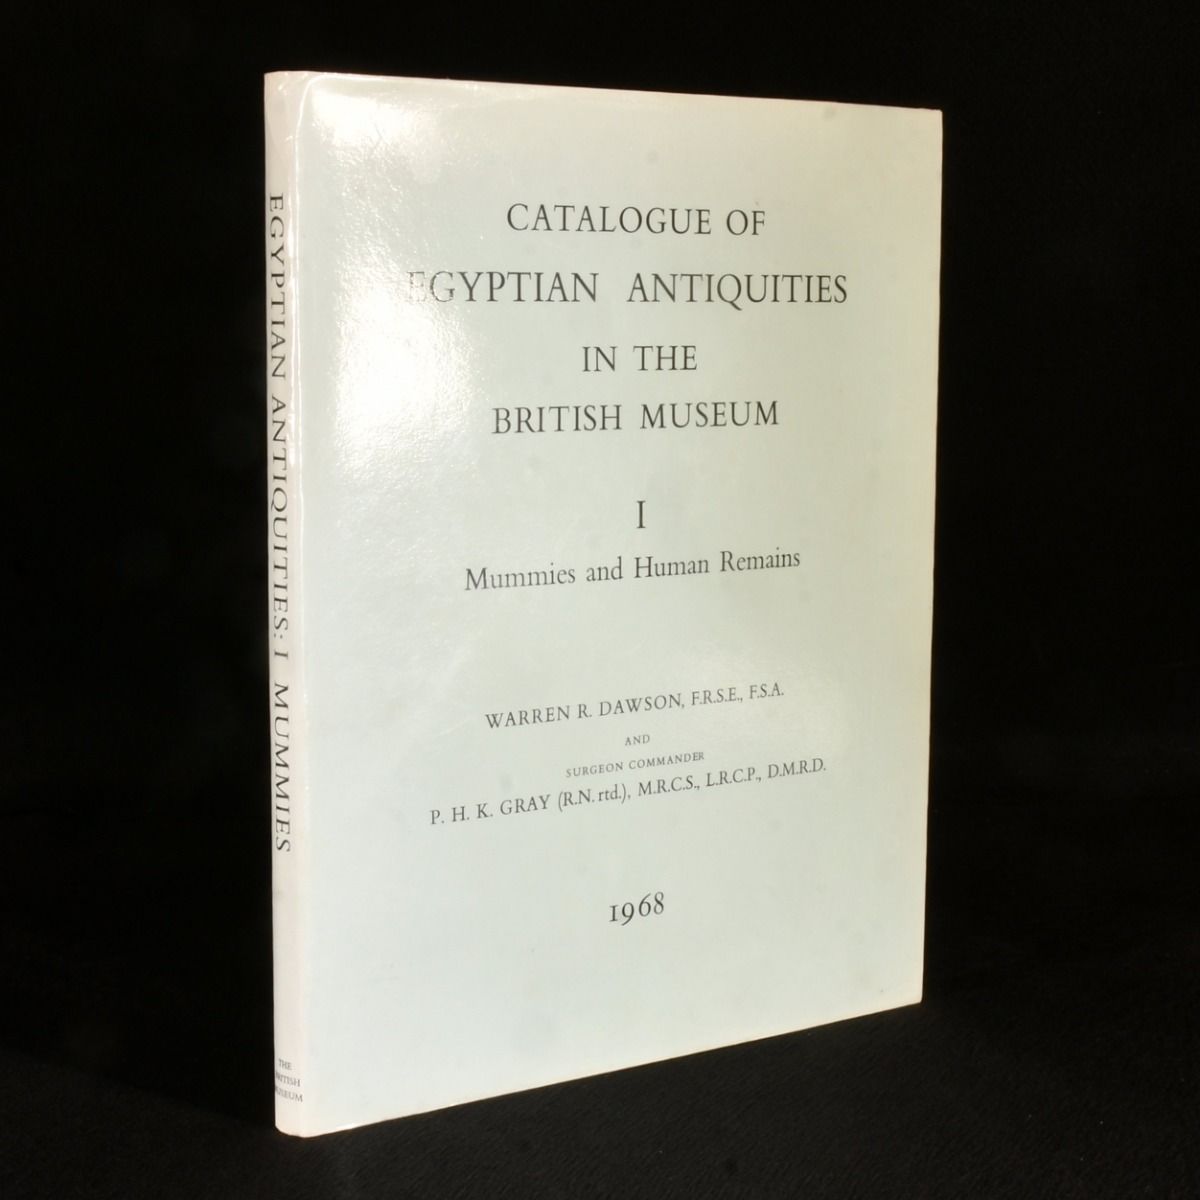 CATALOGUE OF
EGYPTIAN ANTIQUITIES
IN THE
BRITISH MUSEUM
I
Mummies and Human Remains
WARREN R. DAWSON, F.R.S.E., F.S.A.
AND
SURGEON COMMANDER
P. H. K. GRAY (R.N. rtd.), M.R.C.S., L.R.C.P., D.M.R.D.
1968
EGYPTIAN ANTIQUITIES: I MUMMIES
THE
BRITISH
MUSEUM